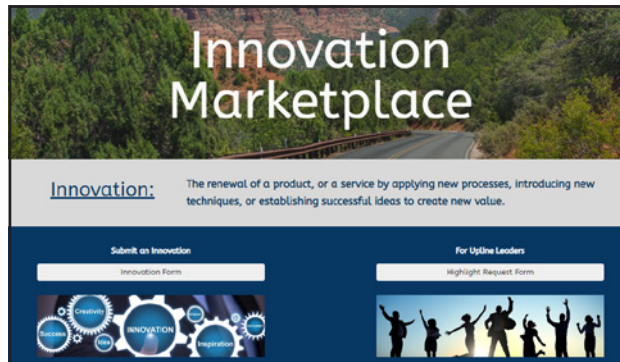 Innovation
Marketplace
Innovation:
The renewal of a product, or a service by applying new processes, introducing new
techniques, or establishing successful ideas to create new value.
Submit an Innovation
Innovation Form
For Upline Leaders
Highlight Request Form
Creativity
Success
Idea
INNOVATION
Inspiration